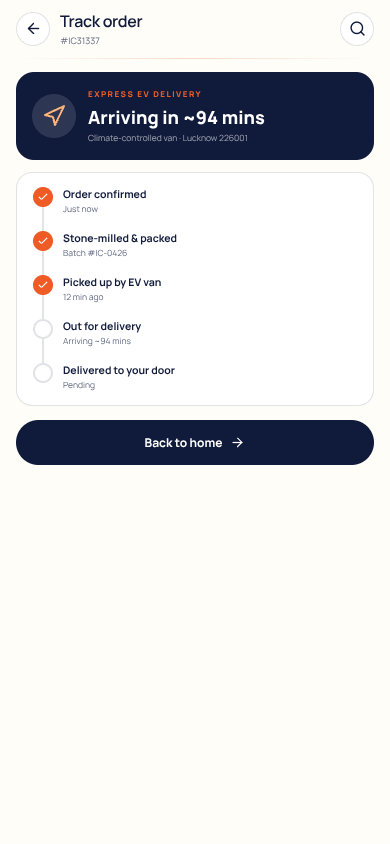 Track order
#IC31337
EXPRESS EV DELIVERY
Arriving in ~94 mins
Climate-controlled van · Lucknow 226001
Order confirmed
Just now
Stone-milled & packed
Batch #IC-0426
Picked up by EV van
12 min ago
Out for delivery
Arriving ~94 mins
Delivered to your door
Pending
Back to home →